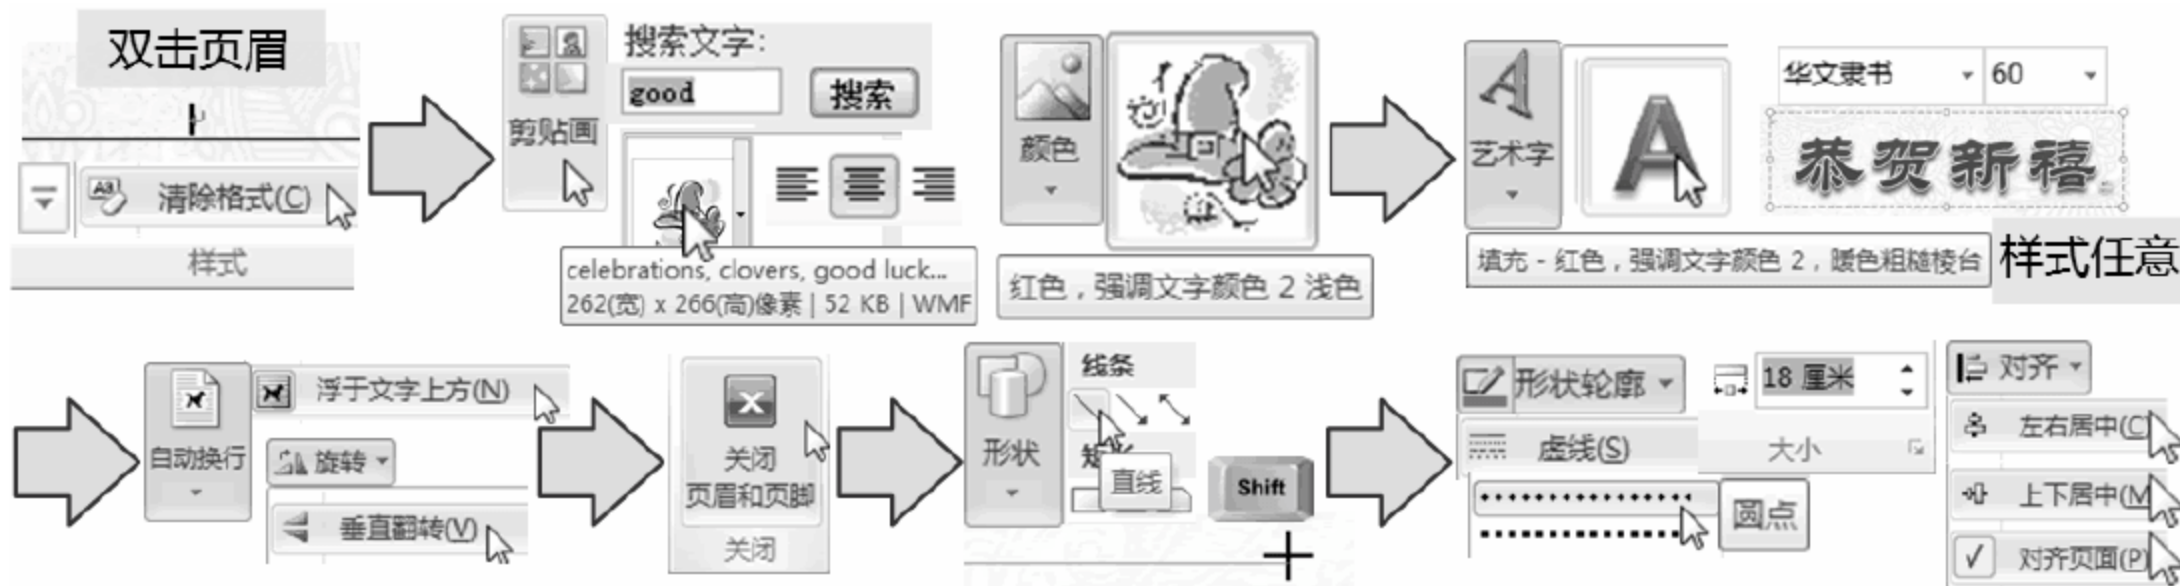 双击页眉
清除格式(C)
样式
剪贴画
搜索文字：
good
搜索
celebrations, clovers, good luck...
262(宽) x 266(高)像素 | 52 KB | WMF
颜色
红色，强调文字颜色 2 浅色
艺术字
华文隶书
60
恭贺新禧
填充 - 红色，强调文字颜色 2，暖色粗糙棱台
样式任意
自动换行
浮于文字上方(N)
旋转
垂直翻转(V)
关闭
页眉和页脚
关闭
形状
线条
直线
Shift
形状轮廓
虚线(S)
圆点
18 厘米
大小
对齐
左右居中(C
上下居中(M
对齐页面(P)